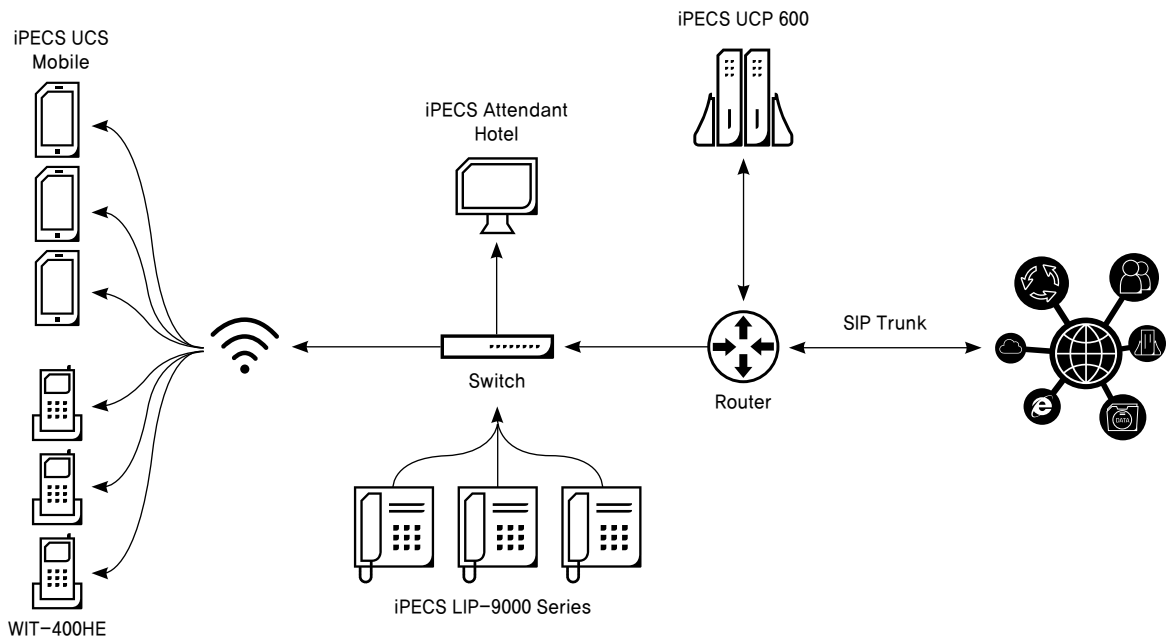 iPECS UCP 600
iPECS UCS
Mobile
iPECS Attendant
Hotel
SIP Trunk
Switch
Router
DATA
iPECS LIP-9000 Series
WIT-400HE